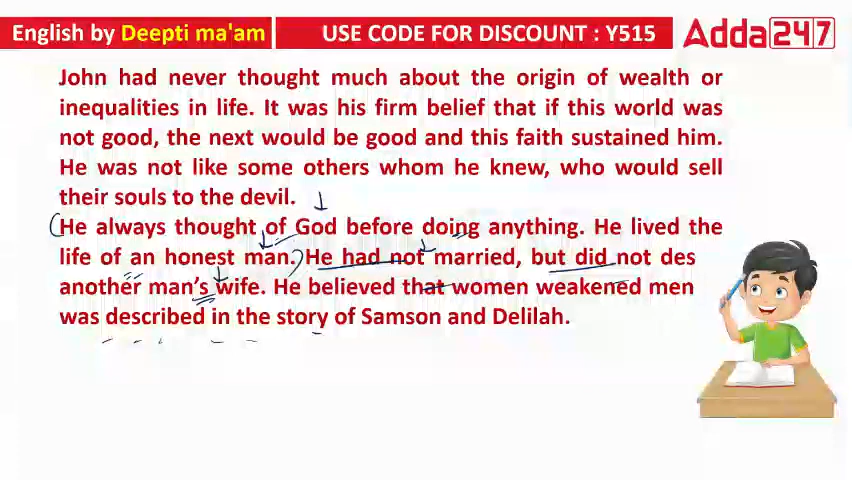 English by Deepti ma'am
USE CODE FOR DISCOUNT : Y515
Adda247
John had never thought much about the origin of wealth or
inequalities in life. It was his firm belief that if this world was
not good, the next would be good and this faith sustained him.
He was not like some others whom he knew, who would sell
their souls to the devil.
He always thought of God before doing anything. He lived the
life of an honest man. He had not married, but did not des
another man's wife. He believed that women weakened men
was described in the story of Samson and Delilah.